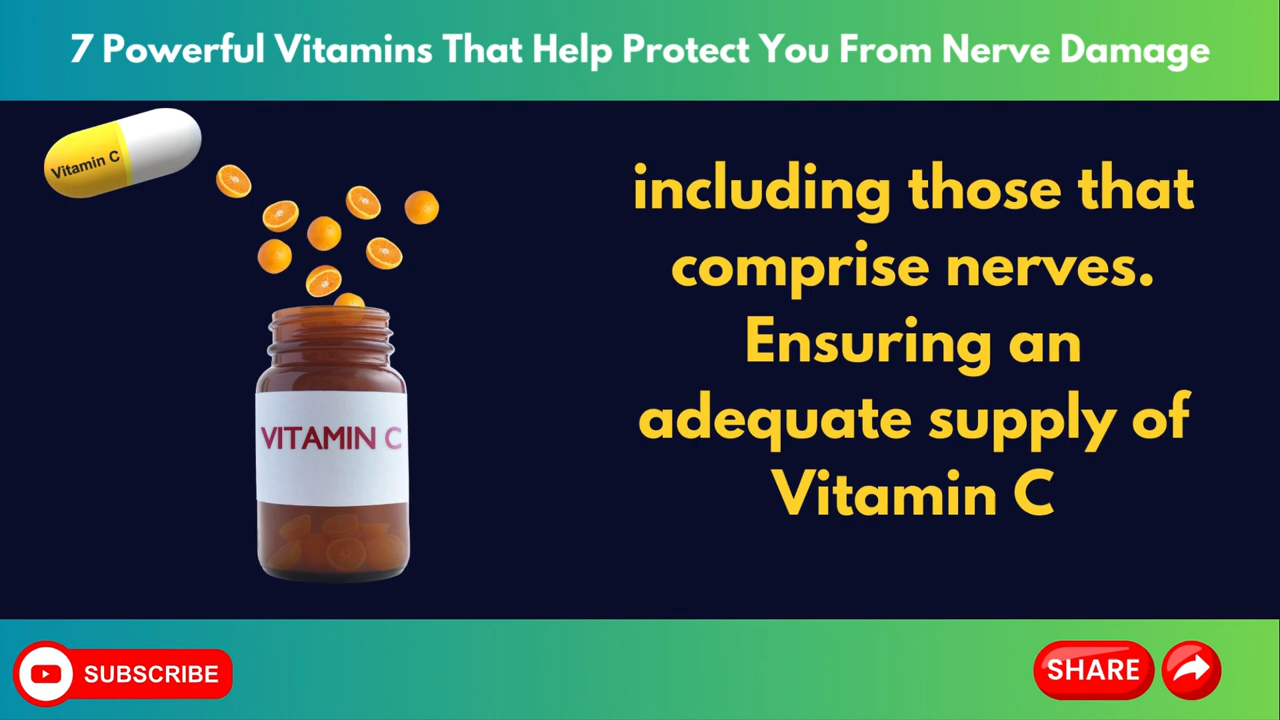 7 Powerful Vitamins That Help Protect You From Nerve Damage
Vitamin C
including those that
comprise nerves.
Ensuring an
adequate supply of
Vitamin C
VITAMIN C
SUBSCRIBE
SHARE